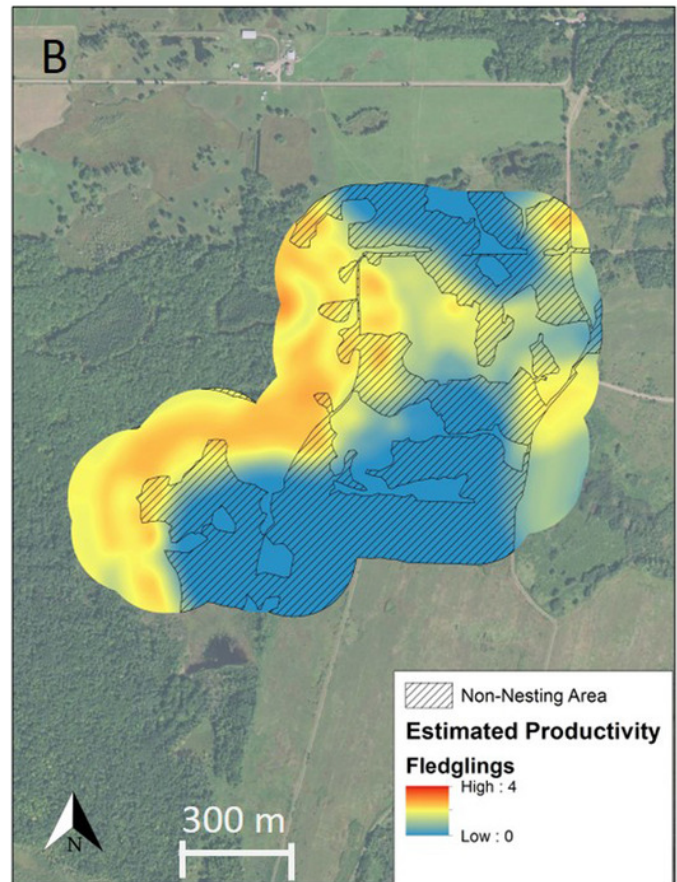 B
Non-Nesting Area
Estimated Productivity
Fledglings
High : 4
Low : 0
N
300 m